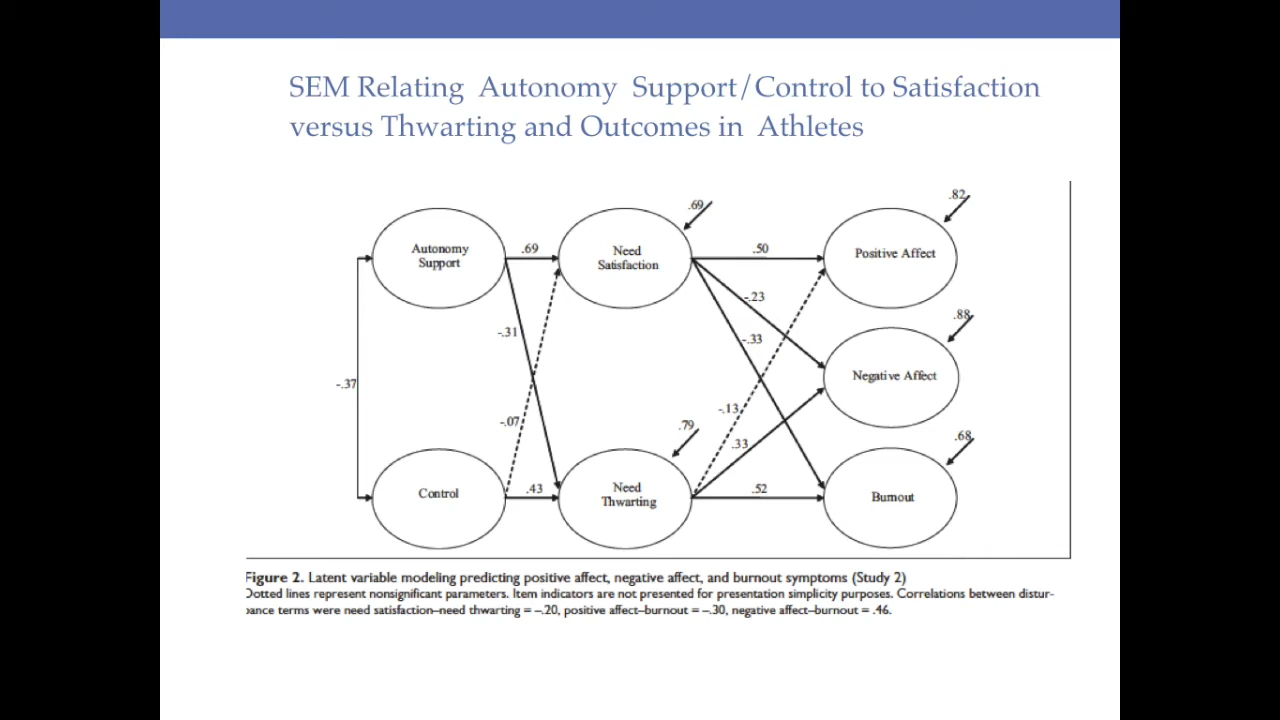 SEM Relating Autonomy Support/Control to Satisfaction
versus Thwarting and Outcomes in Athletes
.82
.69
Autonomy
Support
.69
Need
Satisfaction
.50
Positive Affect
-.23
.88
-.31
-.33
-.37
Negative Affect
-.07
-.13
.79
.33
.68
Control
.43
Need
Thwarting
.52
Burnout
Figure 2. Latent variable modeling predicting positive affect, negative affect, and burnout symptoms (Study 2)
Dotted lines represent nonsignificant parameters. Item indicators are not presented for presentation simplicity purposes. Correlations between distur-
bance terms were need satisfaction–need thwarting = –.20, positive affect–burnout = –.30, negative affect–burnout = .46.